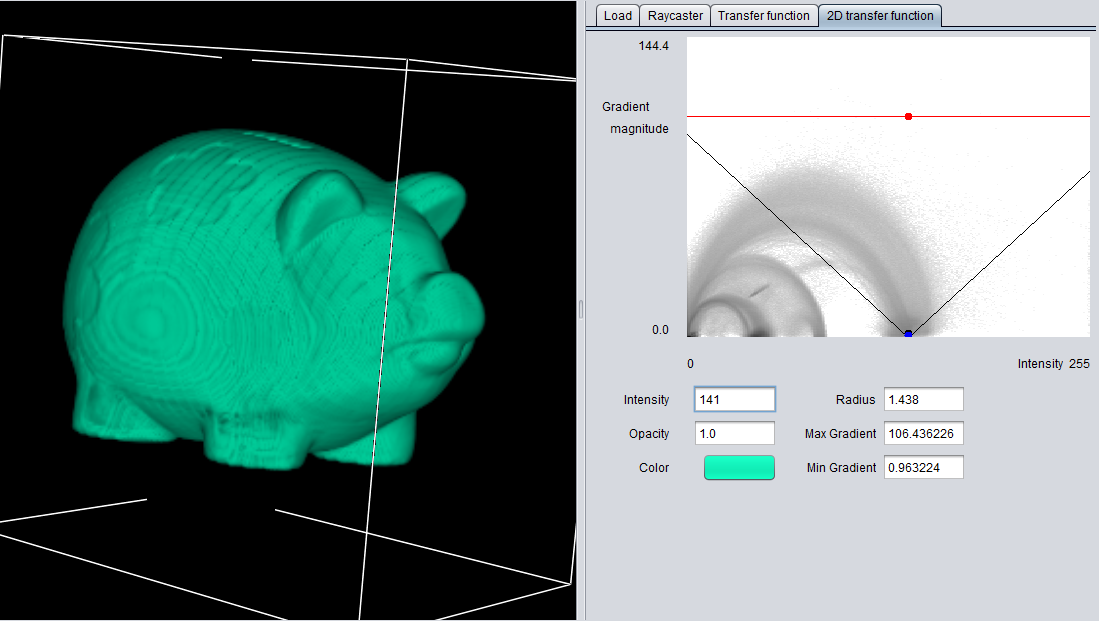 Load Raycaster Transfer function 2D transfer function
144.4
Gradient
magnitude
0.0
0 Intensity 255
Intensity 141 Radius 1.438
Opacity 1.0 Max Gradient 106.436226
Color Min Gradient 0.963224